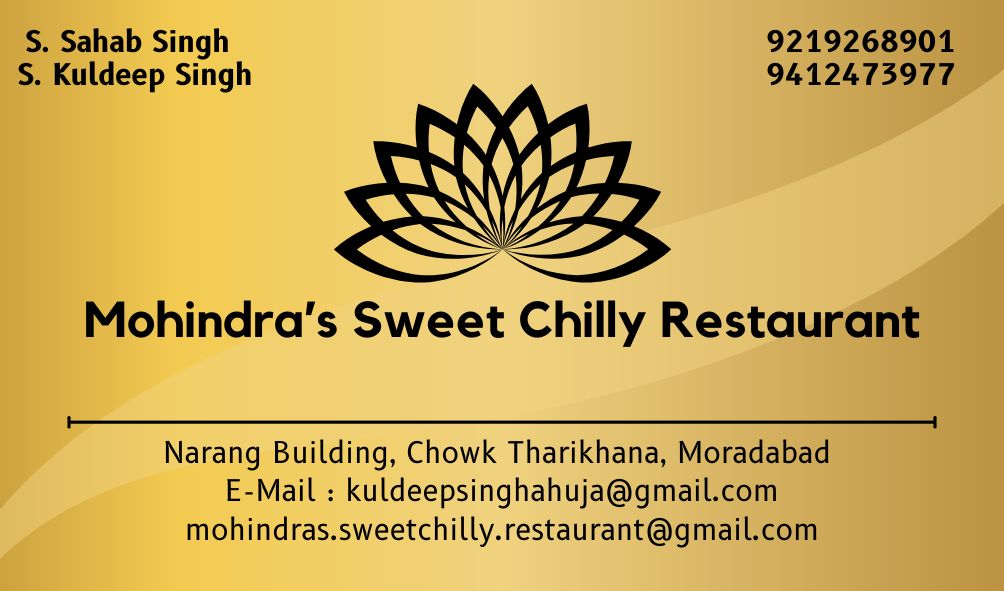 S. Sahab Singh
S. Kuldeep Singh
9219268901
9412473977
Mohindra's Sweet Chilly Restaurant
Narang Building, Chowk Tharikhana, Moradabad
E-Mail : kuldeepsinghahuja@gmail.com
mohindras.sweetchilly.restaurant@gmail.com